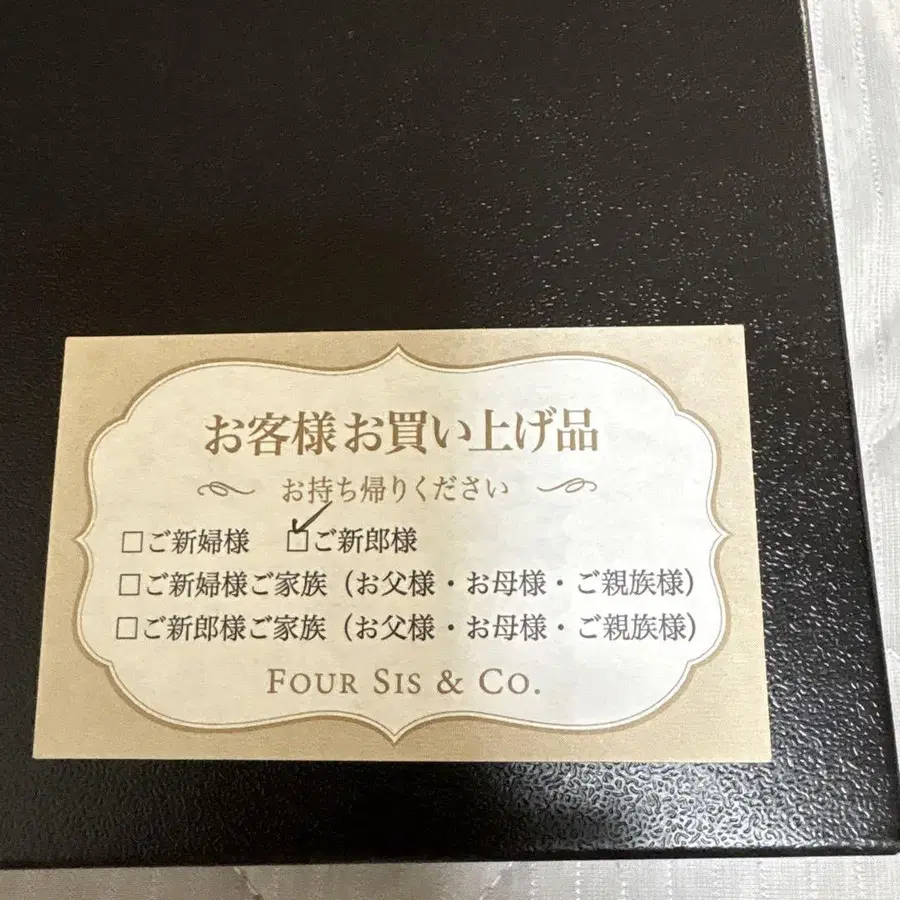 お客様お買い上げ品
お持ち帰りください
□ご新婦様 ☑ご新郎様
□ご新婦様ご家族（お父様・お母様・ご親族様）
□ご新郎様ご家族（お父様・お母様・ご親族様）
FOUR SIS & CO.